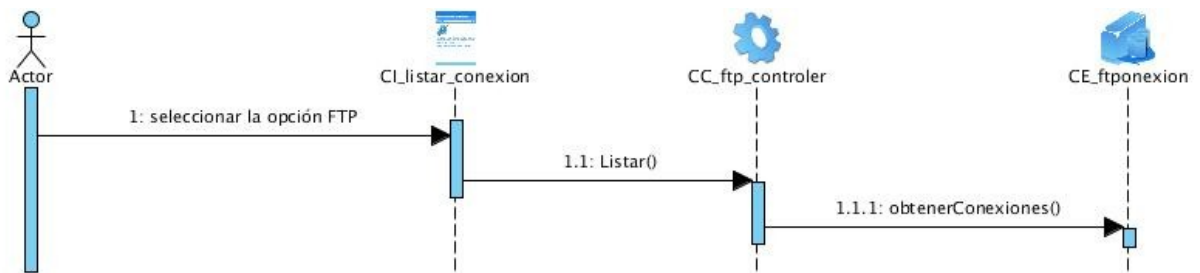 Actor
CI_listar_conexion
CC_ftp_controler
CE_ftponexion
1: seleccionar la opción FTP
1.1: Listar()
1.1.1: obtenerConexiones()